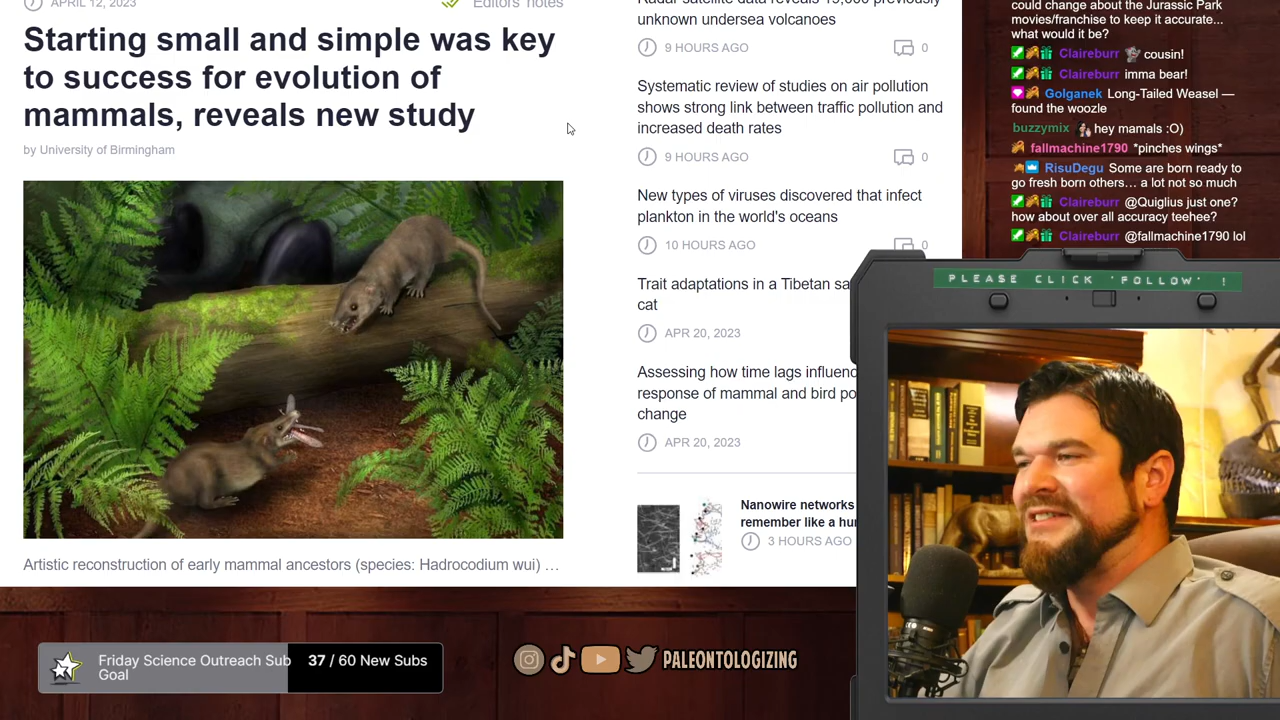 APRIL 12, 2023
Editors' notes
Starting small and simple was key
to success for evolution of
mammals, reveals new study
by University of Birmingham
Artistic reconstruction of early mammal ancestors (species: Hadrocodium wui) …
Radar satellite data reveals 19,000 previously
unknown undersea volcanoes
9 HOURS AGO
0
Systematic review of studies on air pollution
shows strong link between traffic pollution and
increased death rates
9 HOURS AGO
0
New types of viruses discovered that infect
plankton in the world's oceans
10 HOURS AGO
0
Trait adaptations in a Tibetan sa
cat
APR 20, 2023
Assessing how time lags influenc
response of mammal and bird po
change
APR 20, 2023
Nanowire networks
remember like a hu
3 HOURS AGO
could change about the Jurassic Park
movies/franchise to keep it accurate...
what would it be?
Claireburr cousin!
Claireburr imma bear!
Golganek Long-Tailed Weasel —
found the woozle
buzzymix hey mamals :O)
fallmachine1790 *pinches wings*
RisuDegu Some are born ready to
go fresh born others… a lot not so much
Claireburr @Quiglius just one?
how about over all accuracy teehee?
Claireburr @fallmachine1790 lol
PLEASE CLICK 'FOLLOW' !
Friday Science Outreach Sub
Goal
37 / 60 New Subs
PALEONTOLOGIZING